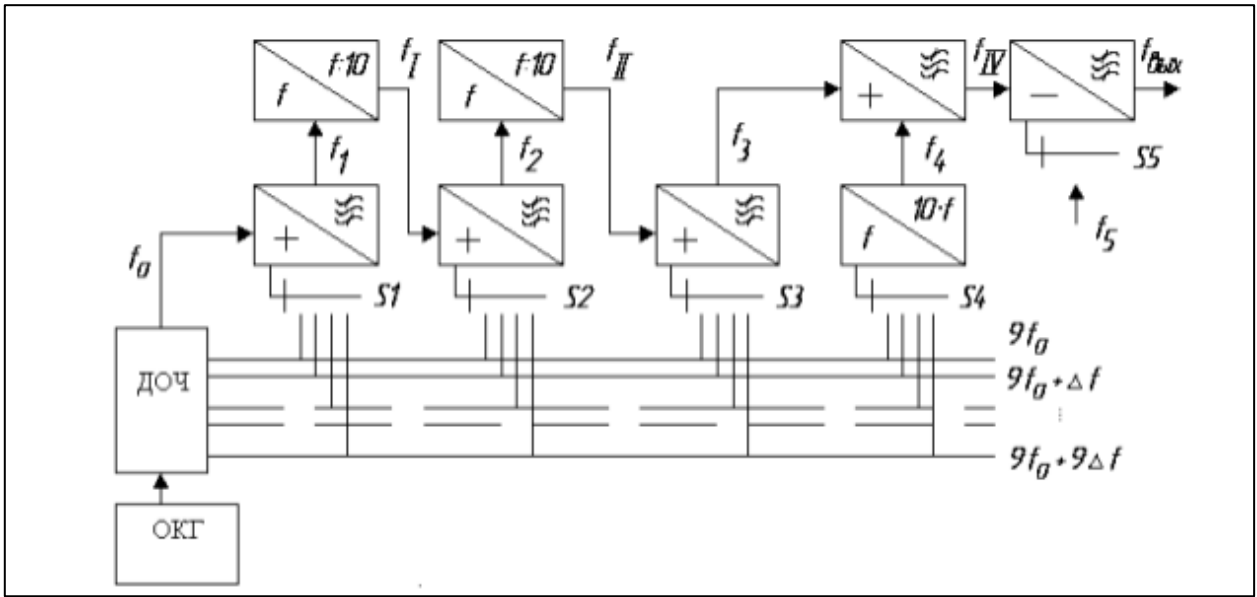 f:10
f
f_I
f:10
f
f_II
+
f_IV
−
f_вых
f_1
f_2
f_3
f_4
S5
f_0
+
+
+
10·f
f
f_5
S1
S2
S3
S4
ДОЧ
9f_0
9f_0+Δf
⋮
9f_0+9Δf
ОКГ